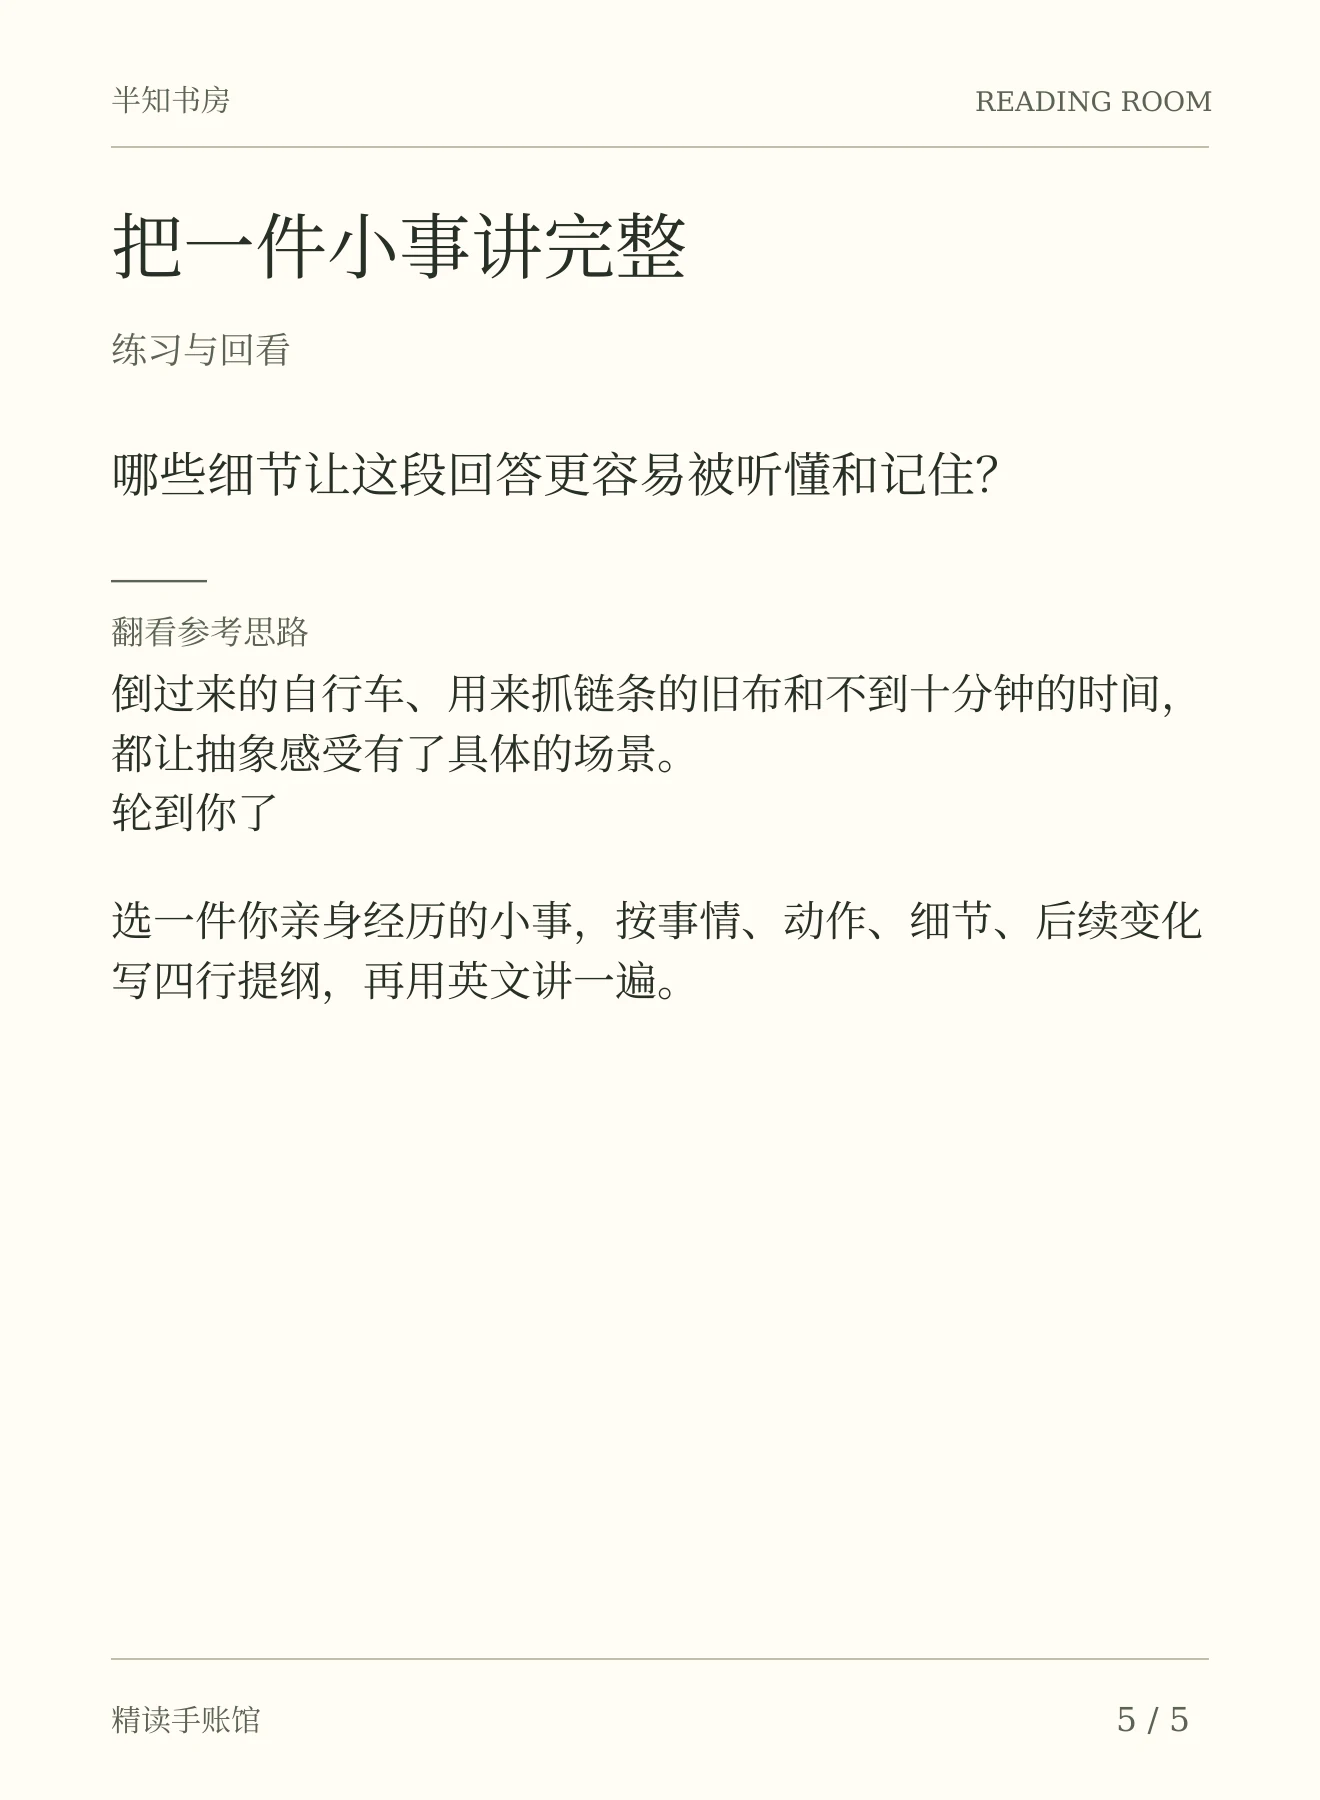 半知书房
READING ROOM
把一件小事讲完整
练习与回看
哪些细节让这段回答更容易被听懂和记住？
翻看参考思路
倒过来的自行车、用来抓链条的旧布和不到十分钟的时间，
都让抽象感受有了具体的场景。
轮到你了
选一件你亲身经历的小事，按事情、动作、细节、后续变化
写四行提纲，再用英文讲一遍。
精读手账馆
5 / 5